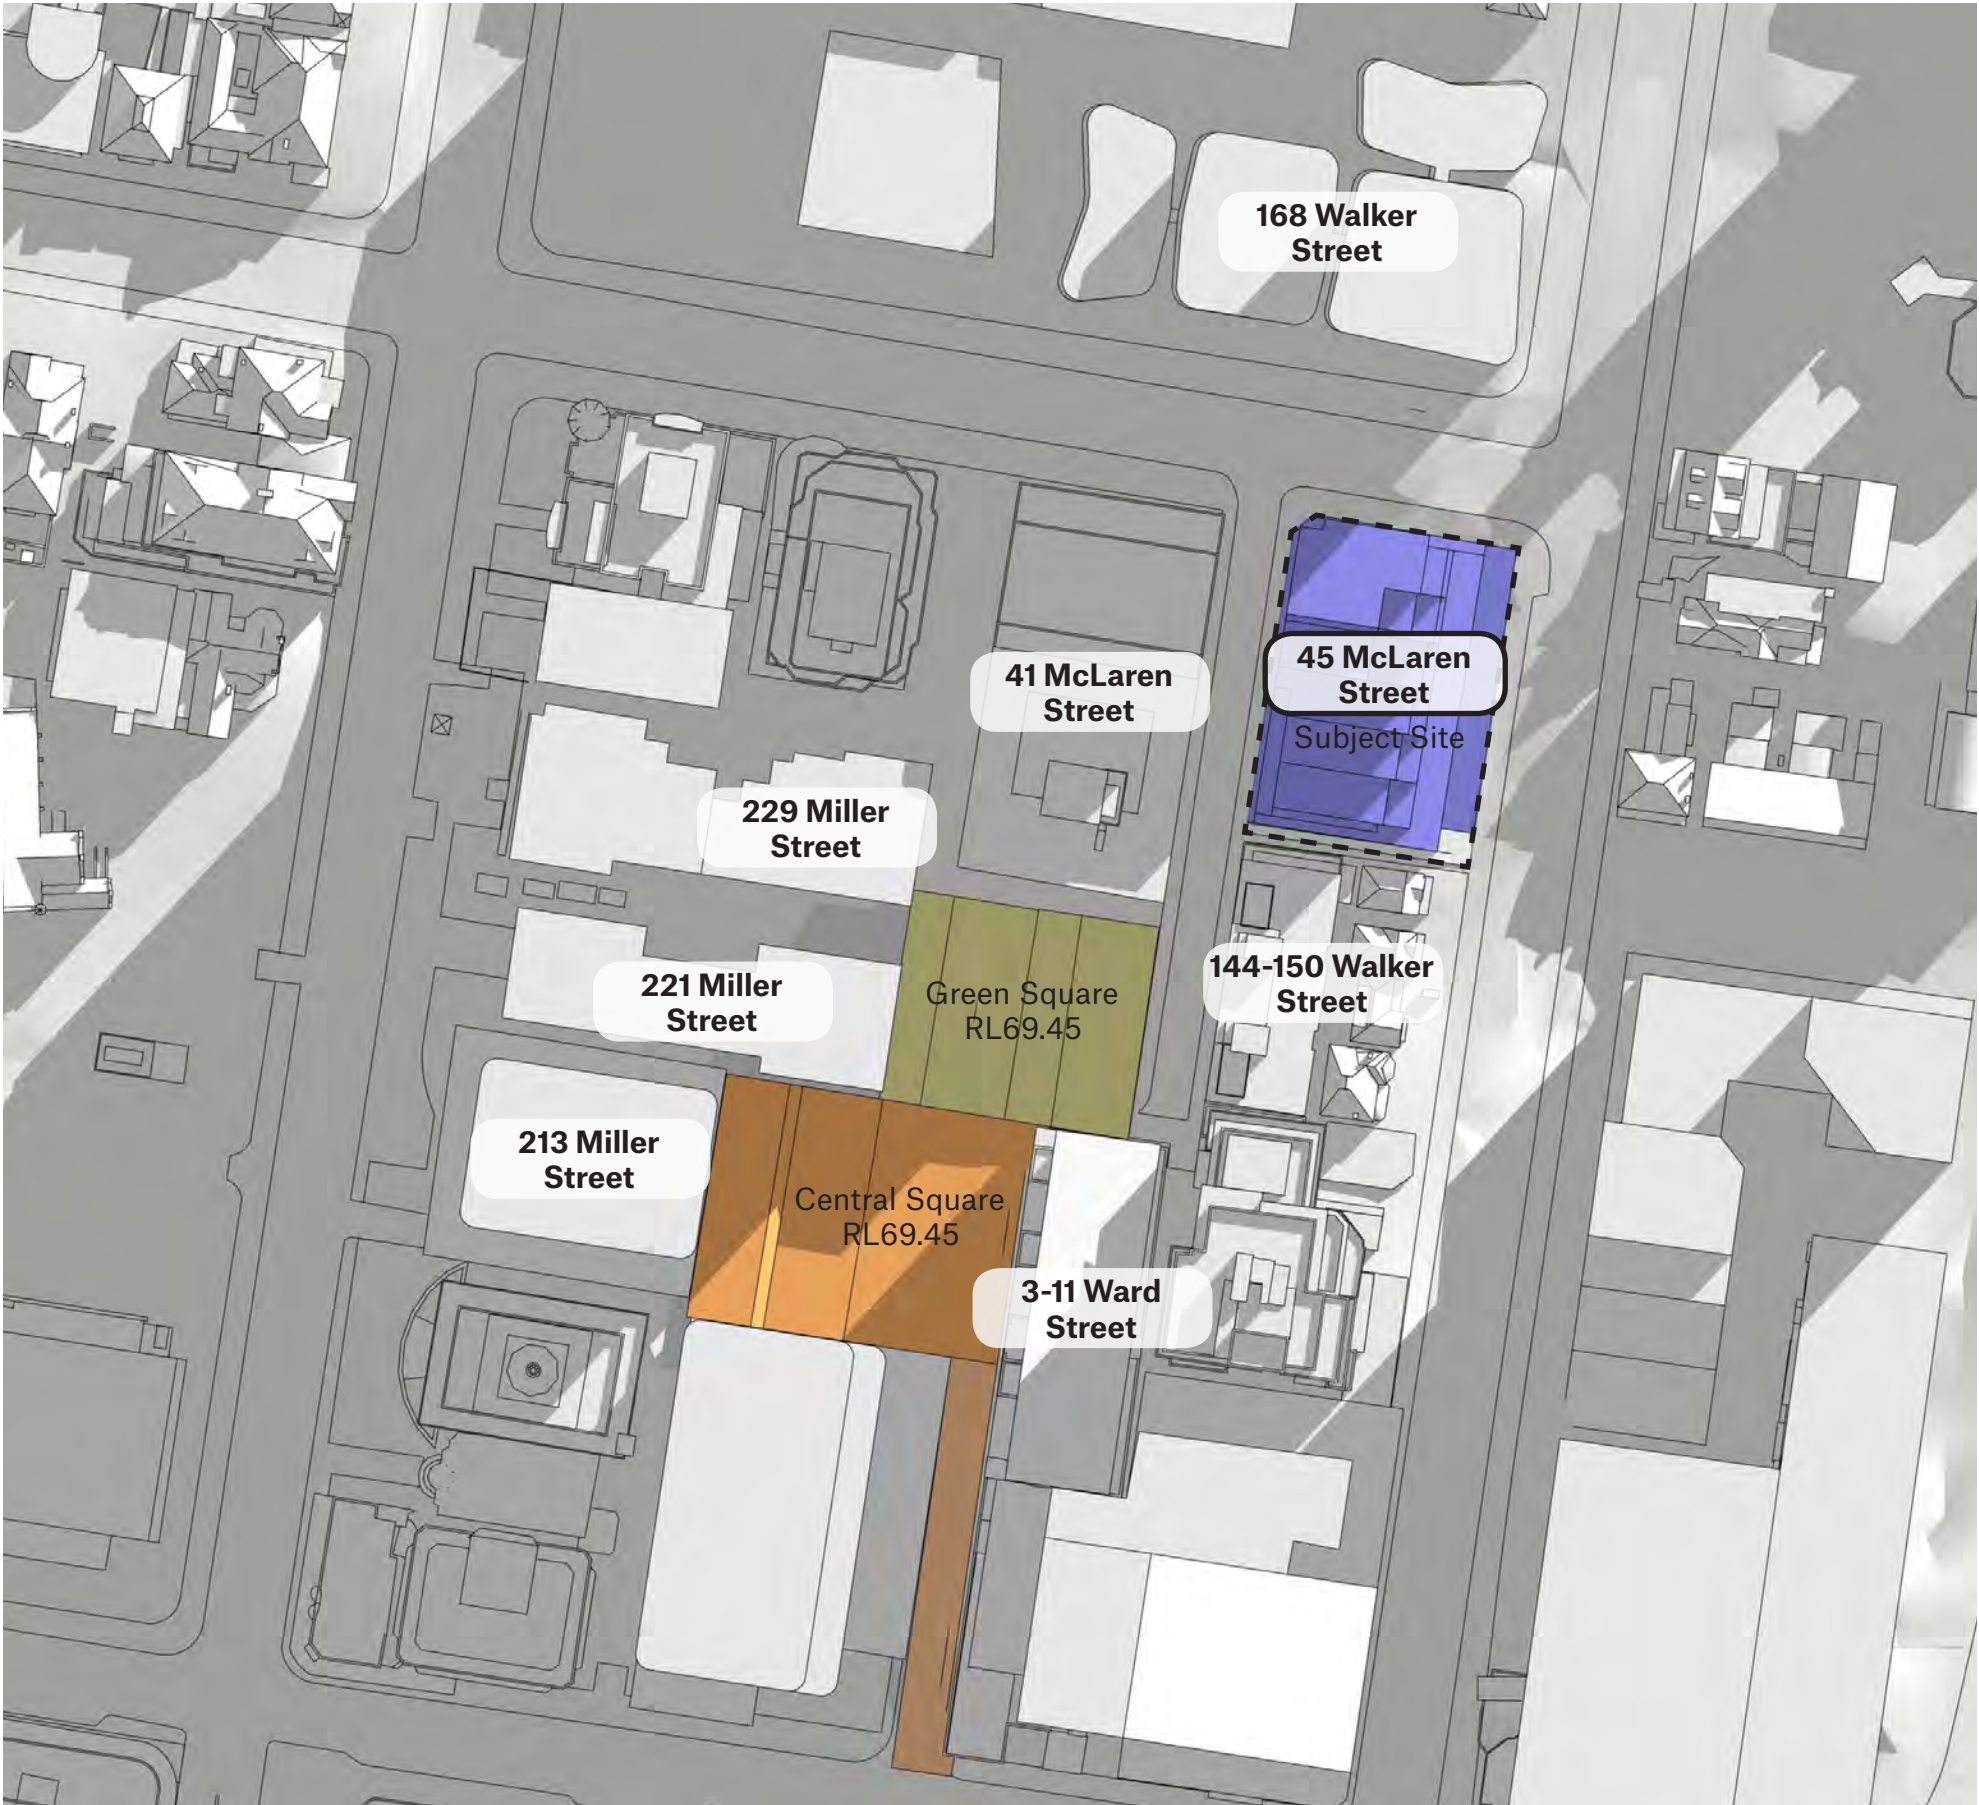 168 Walker
Street
45 McLaren
Street
Subject Site
41 McLaren
Street
229 Miller
Street
144-150 Walker
Street
221 Miller
Street
Green Square
RL69.45
213 Miller
Street
Central Square
RL69.45
3-11 Ward
Street